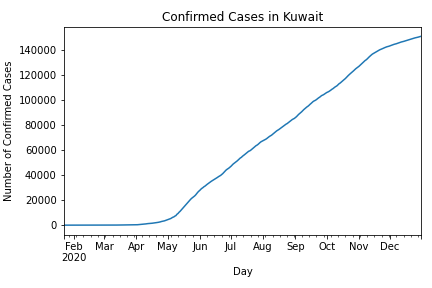 Confirmed Cases in Kuwait
Number of Confirmed Cases
140000
120000
100000
80000
60000
40000
20000
0
Feb Mar Apr May Jun Jul Aug Sep Oct Nov Dec
2020
Day